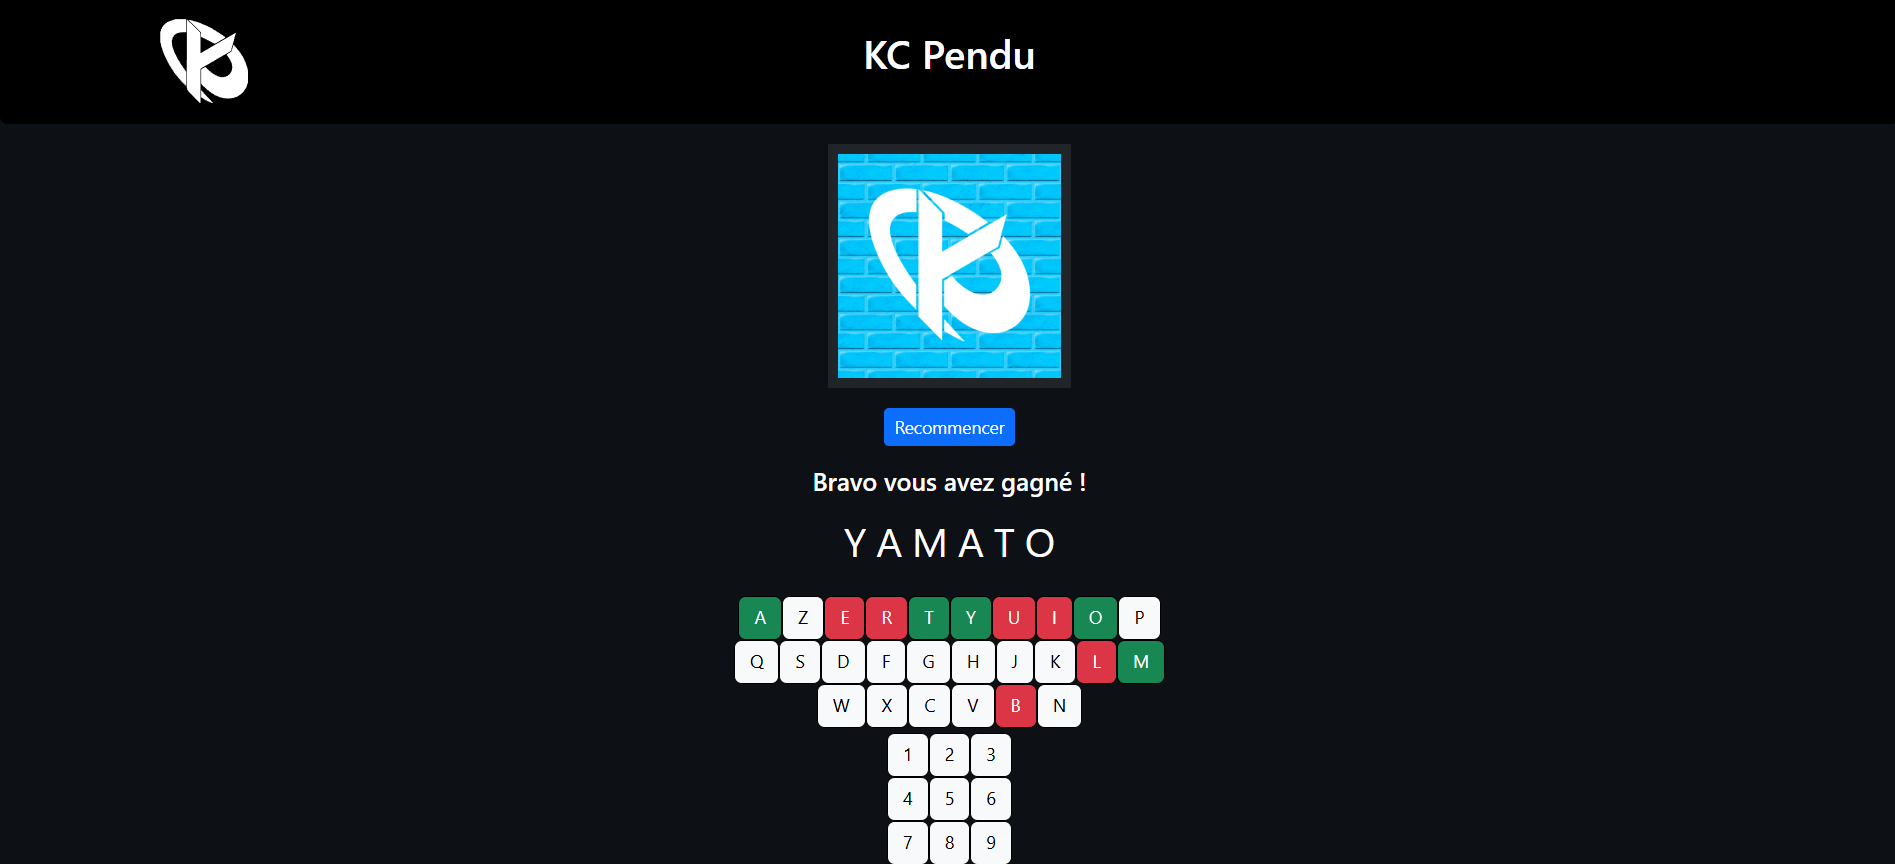 KC Pendu
Recommencer
Bravo vous avez gagné !
Y A M A T O
A Z E R T Y U I O P
Q S D F G H J K L M
W X C V B N
1 2 3
4 5 6
7 8 9